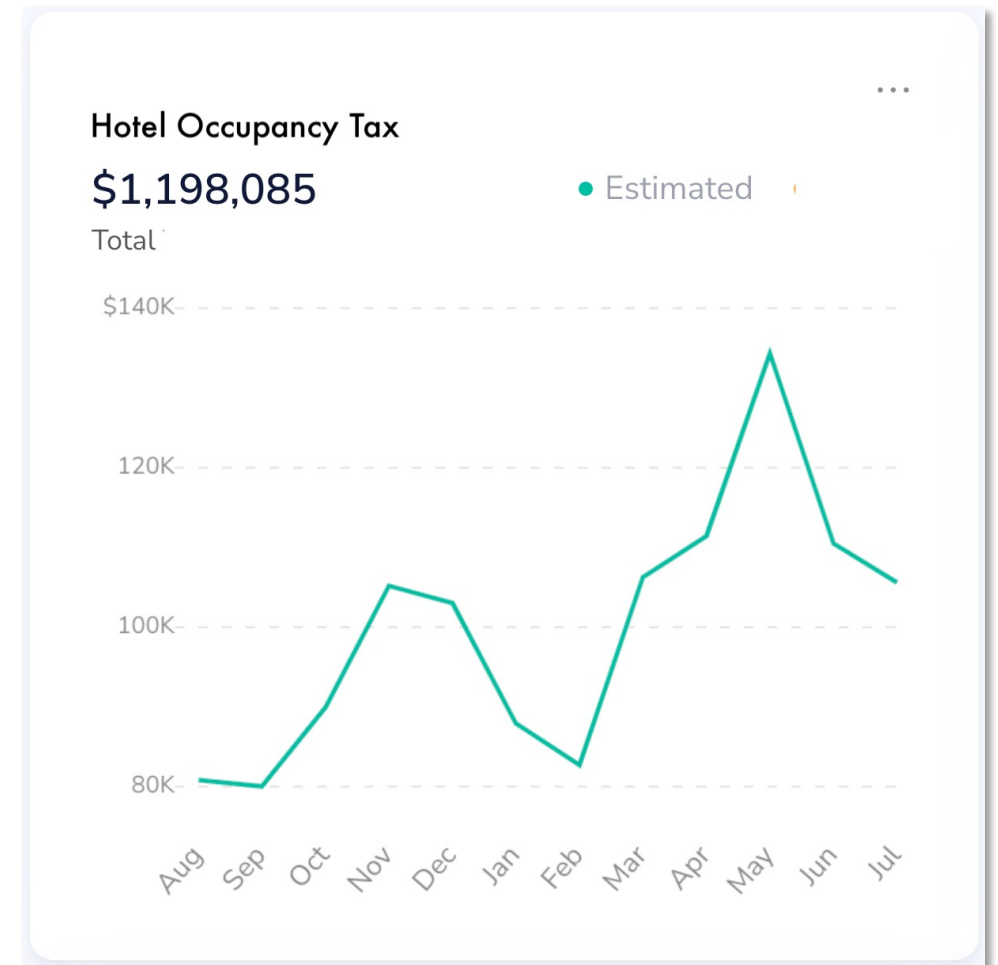 Hotel Occupancy Tax
$1,198,085
Estimated
Total
$140K
120K
100K
80K
Aug Sep Oct Nov Dec Jan Feb Mar Apr May Jun Jul